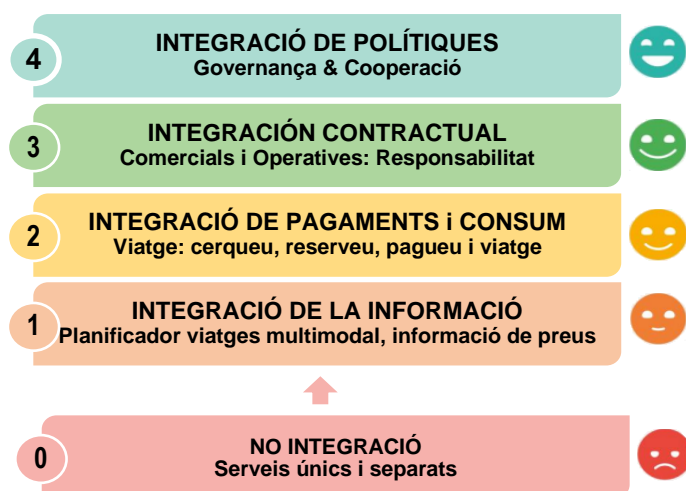 4
INTEGRACIÓ DE POLÍTIQUES
Governança & Cooperació
3
INTEGRACIÓN CONTRACTUAL
Comercials i Operatives: Responsabilitat
2
INTEGRACIÓ DE PAGAMENTS i CONSUM
Viatge: cerqueu, reserveu, pagueu i viatge
1
INTEGRACIÓ DE LA INFORMACIÓ
Planificador viatges multimodal, informació de preus
0
NO INTEGRACIÓ
Serveis únics i separats